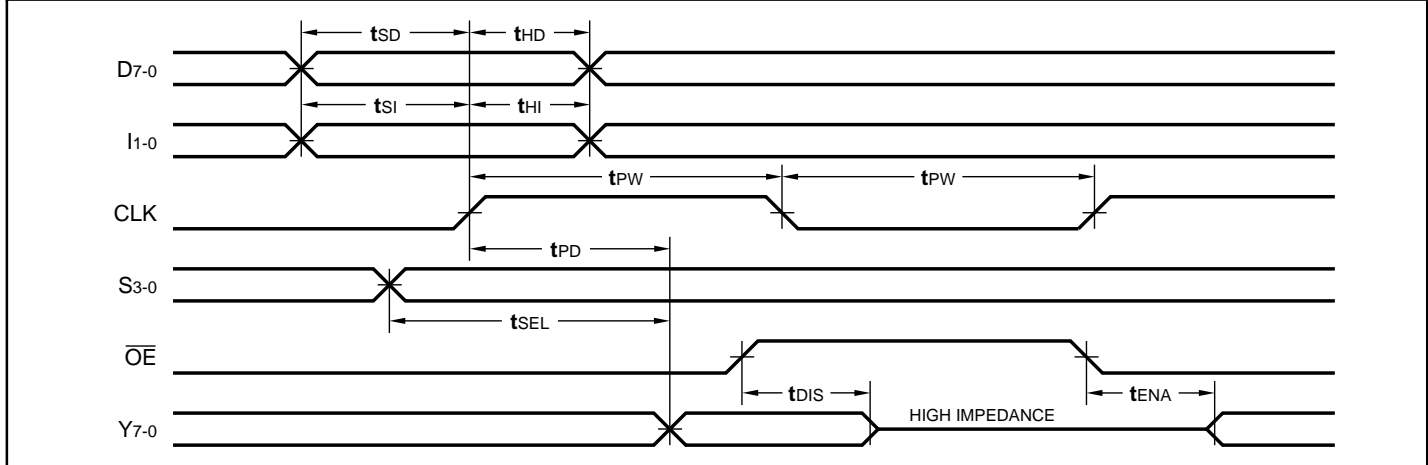 tSD tHD
D7-0
tSI tHI
I1-0
tPW tPW
CLK
tPD
S3-0
tSEL
OE
tDIS tENA
HIGH IMPEDANCE
Y7-0